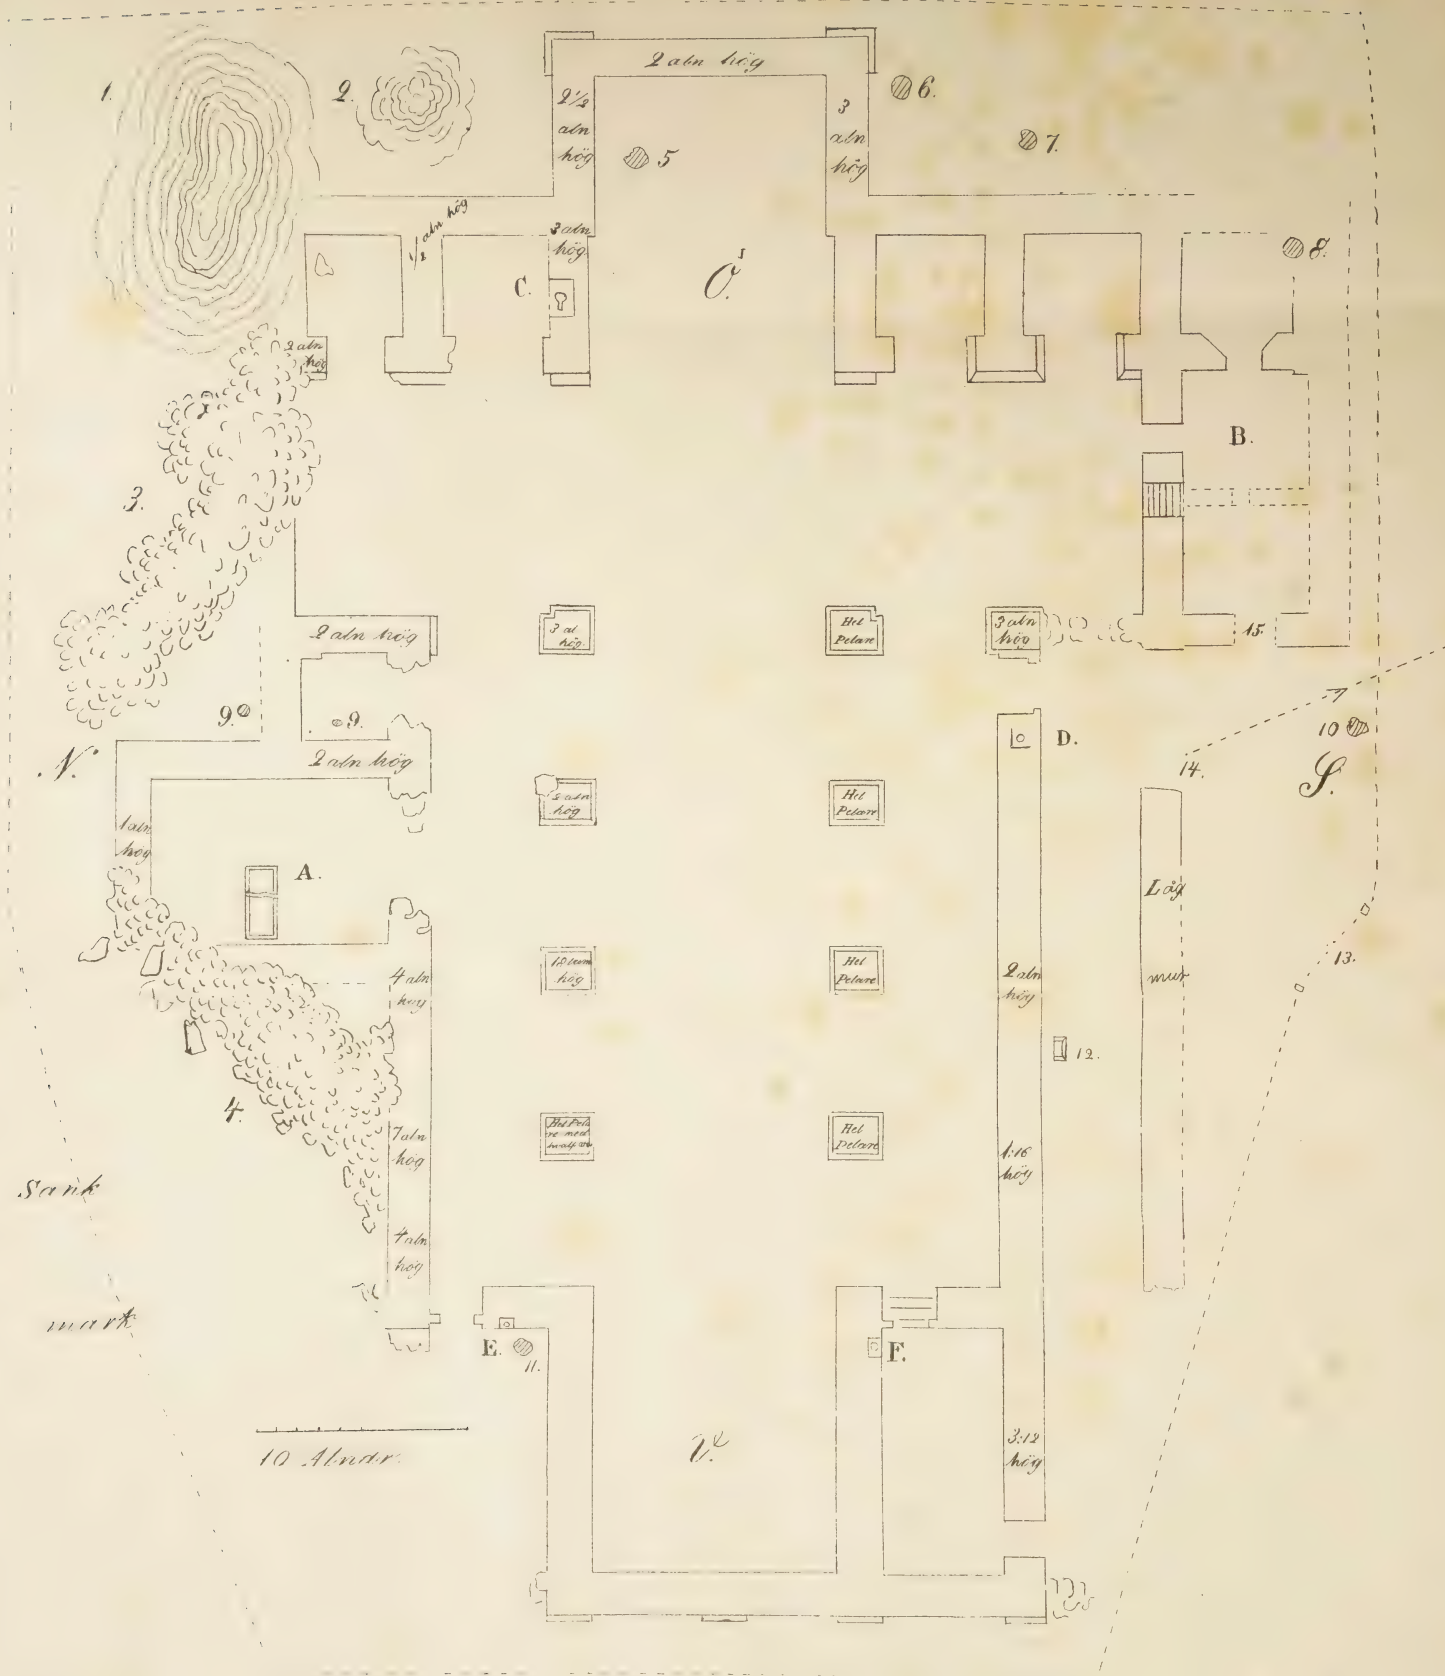 2 aln hög
1.
2.
2½
aln
hög
3
aln
hög
6.
7.
5
½ aln hög
3 aln
hög.
Ö.
8.
C.
2 aln
hög
B.
3.
2 aln hög
3 al
hög.
Hel
Pelare
3 aln
hög
15.
9.
9.
N.
2 aln hög
D.
10
14.
S.
aln
hög
Hel
Pelare
1 aln
hög
A.
Låg
mur
4 aln
hög
hög
Hel
Pelare
2 aln
hög
13.
12.
4.
7 aln
hög
Hel
Pelare
1:16
hög
Sank
mark
4 aln
hög
E.
11.
F.
10 Alnar.
V.
3:12
hög